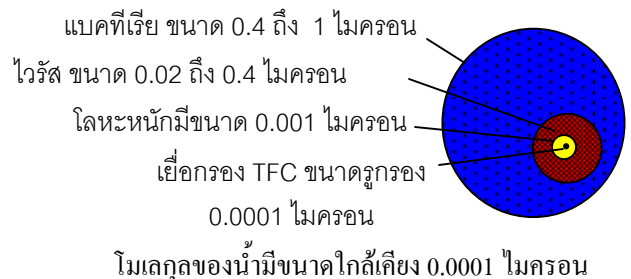 แบคทีเรีย ขนาด 0.4 ถึง 1 ไมครอน
ไวรัส ขนาด 0.02 ถึง 0.4 ไมครอน
โลหะหนักมีขนาด 0.001 ไมครอน
เยื่อกรอง TFC ขนาดรูกรอง
0.0001 ไมครอน
โมเลกุลของน้ำมีขนาดใกล้เคียง 0.0001 ไมครอน